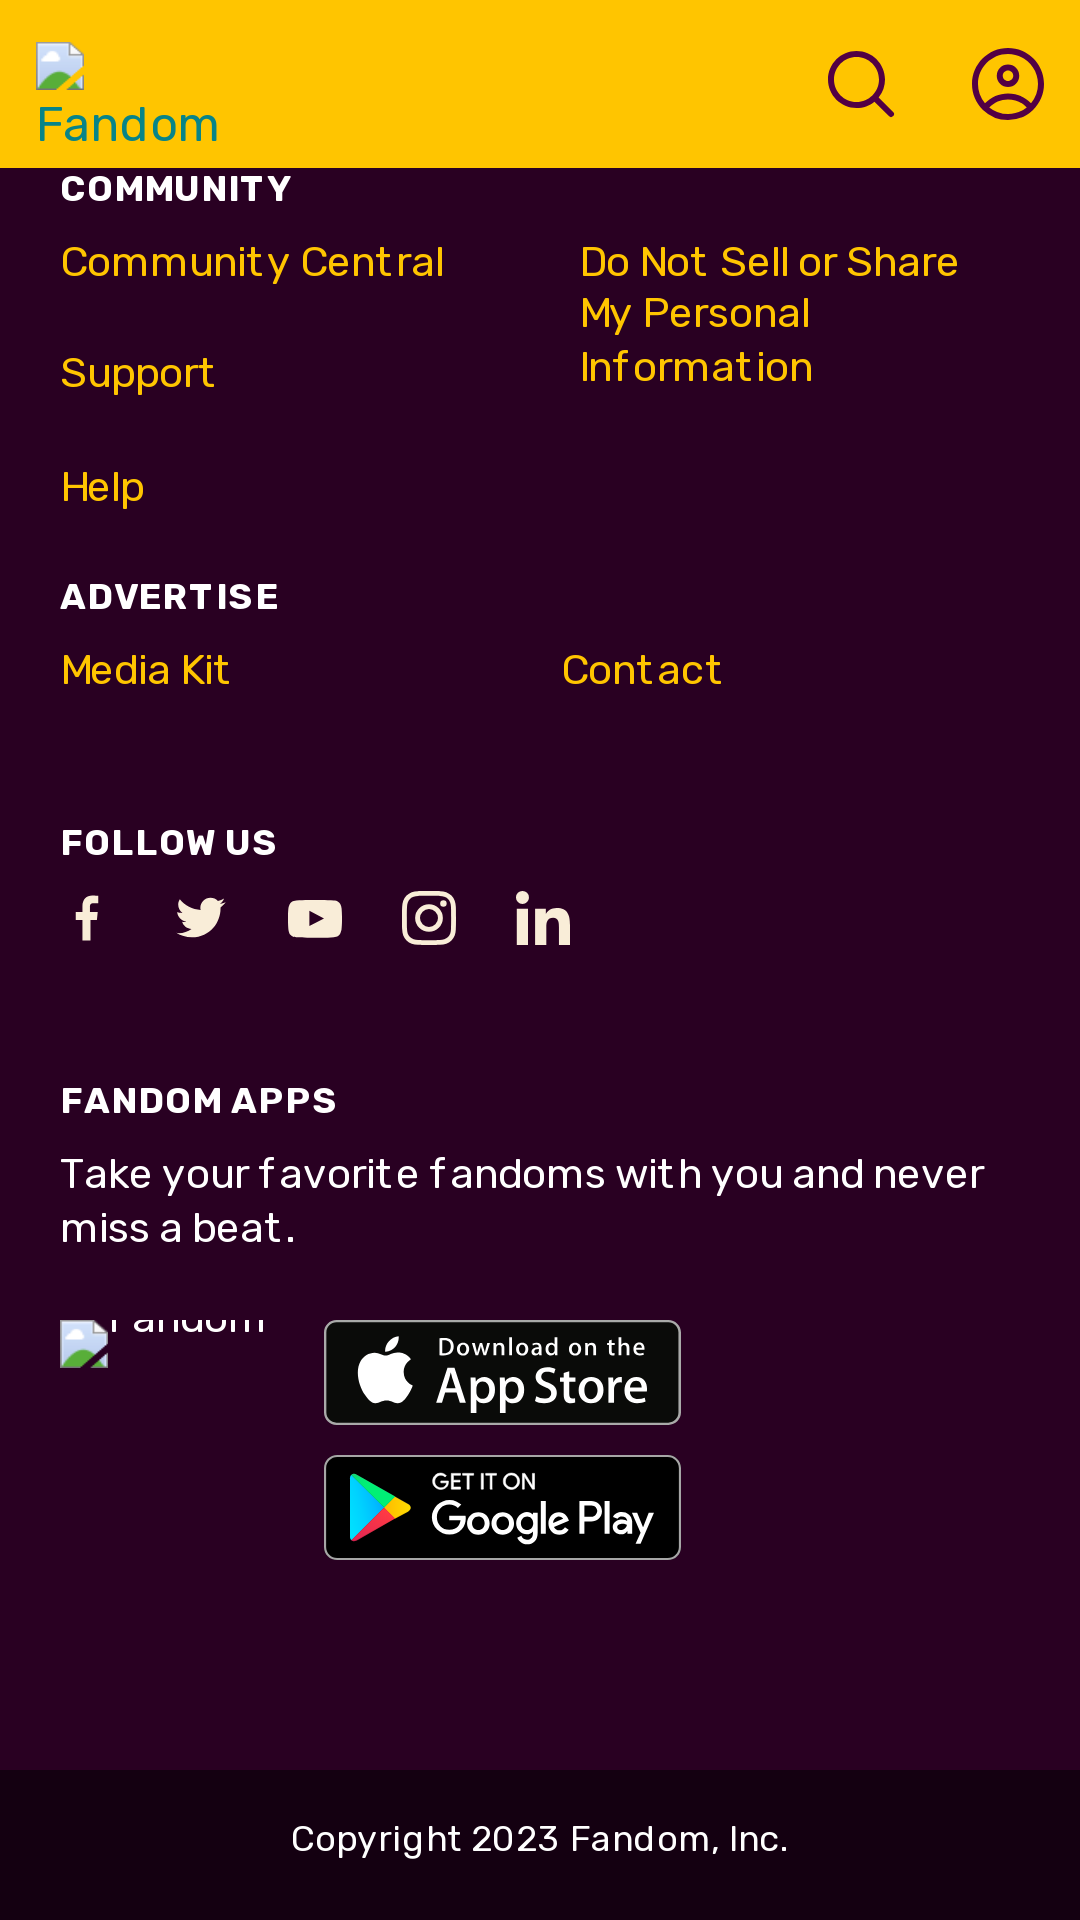 Fandom
COMMUNITY
Community Central
Do Not Sell or Share
My Personal
Information
Support
Help
ADVERTISE
Media Kit
Contact
FOLLOW US
FANDOM APPS
Take your favorite fandoms with you and never
miss a beat.
Fandom
Download on the
App Store
GET IT ON
Google Play
Copyright 2023 Fandom, Inc.